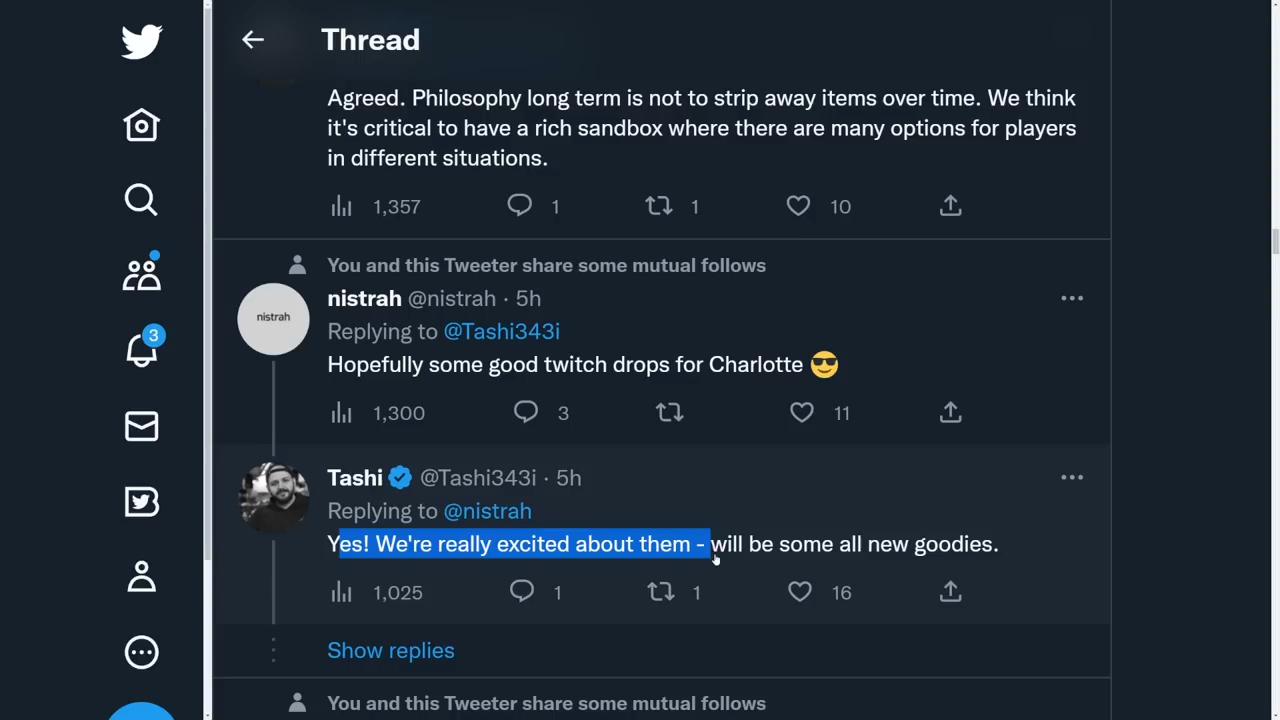 Thread
Agreed. Philosophy long term is not to strip away items over time. We think
it's critical to have a rich sandbox where there are many options for players
in different situations.
1,357 1 1 10
You and this Tweeter share some mutual follows
nistrah @nistrah · 5h
nistrah
Replying to @Tashi343i
Hopefully some good twitch drops for Charlotte 😎
3
1,300 3 11
Tashi @Tashi343i · 5h
Replying to @nistrah
Yes! We're really excited about them - will be some all new goodies.
1,025 1 1 16
Show replies
You and this Tweeter share some mutual follows